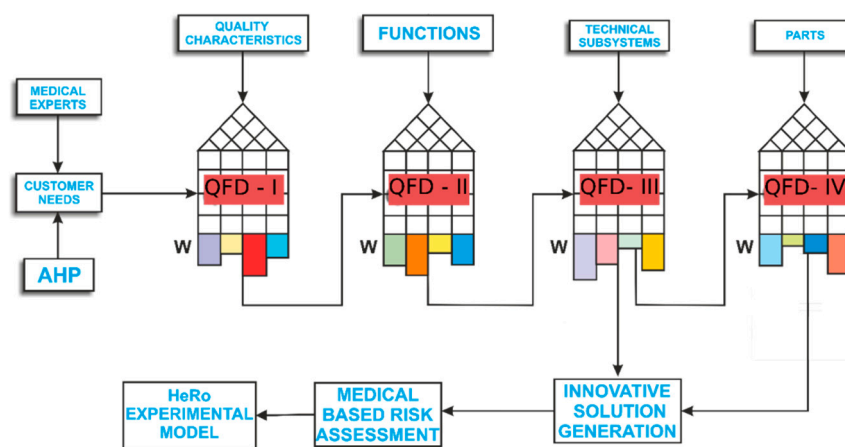 QUALITY
CHARACTERISTICS
FUNCTIONS
TECHNICAL
SUBSYSTEMS
PARTS
MEDICAL
EXPERTS
CUSTOMER
NEEDS
AHP
QFD - I
QFD - II
QFD- III
QFD- IV
W
W
W
W
HeRo
EXPERIMENTAL
MODEL
MEDICAL
BASED RISK
ASSESSMENT
INNOVATIVE
SOLUTION
GENERATION